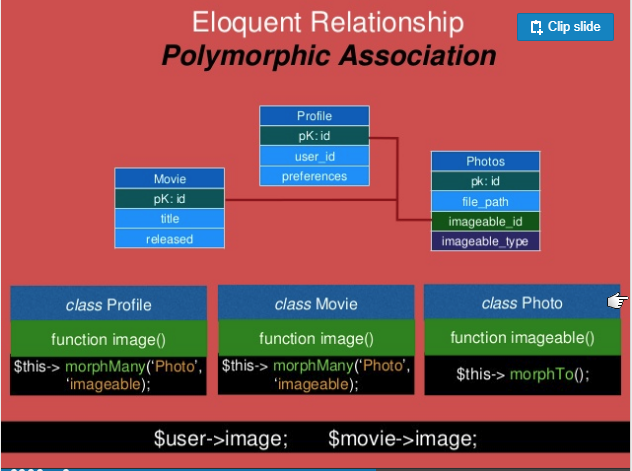 Eloquent Relationship
Clip slide
Polymorphic Association
Profile
pK: id
user_id
preferences
Movie
pK: id
title
released
Photos
pk: id
file_path
imageable_id
imageable_type
class Profile
function image()
$this-> morphMany(‘Photo’,
‘imageable);
class Movie
function image()
$this-> morphMany(‘Photo’,
‘imageable);
class Photo
function imageable()
$this-> morphTo();
$user->image;
$movie->image;